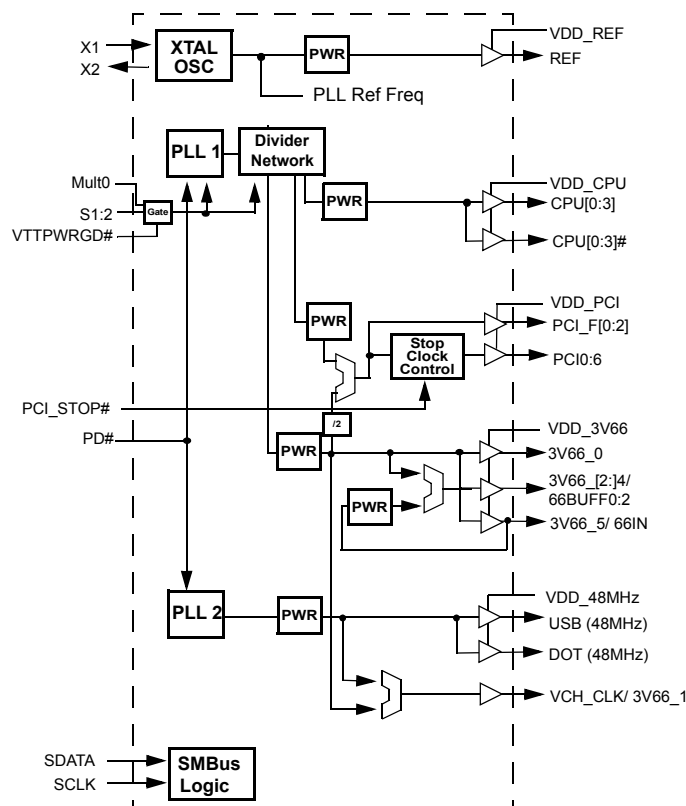 X1
X2
XTAL
OSC
PWR
VDD_REF
REF
PLL Ref Freq
PLL 1
Divider
Network
Mult0
S1:2
VTTPWRGD#
Gate
PWR
VDD_CPU
CPU[0:3]
CPU[0:3]#
PWR
VDD_PCI
PCI_F[0:2]
Stop
Clock
Control
PCI0:6
PCI_STOP#
/2
PD#
PWR
VDD_3V66
3V66_0
3V66_[2:]4/
66BUFF0:2
PWR
3V66_5/ 66IN
PLL 2
PWR
VDD_48MHz
USB (48MHz)
DOT (48MHz)
VCH_CLK/ 3V66_1
SDATA
SCLK
SMBus
Logic